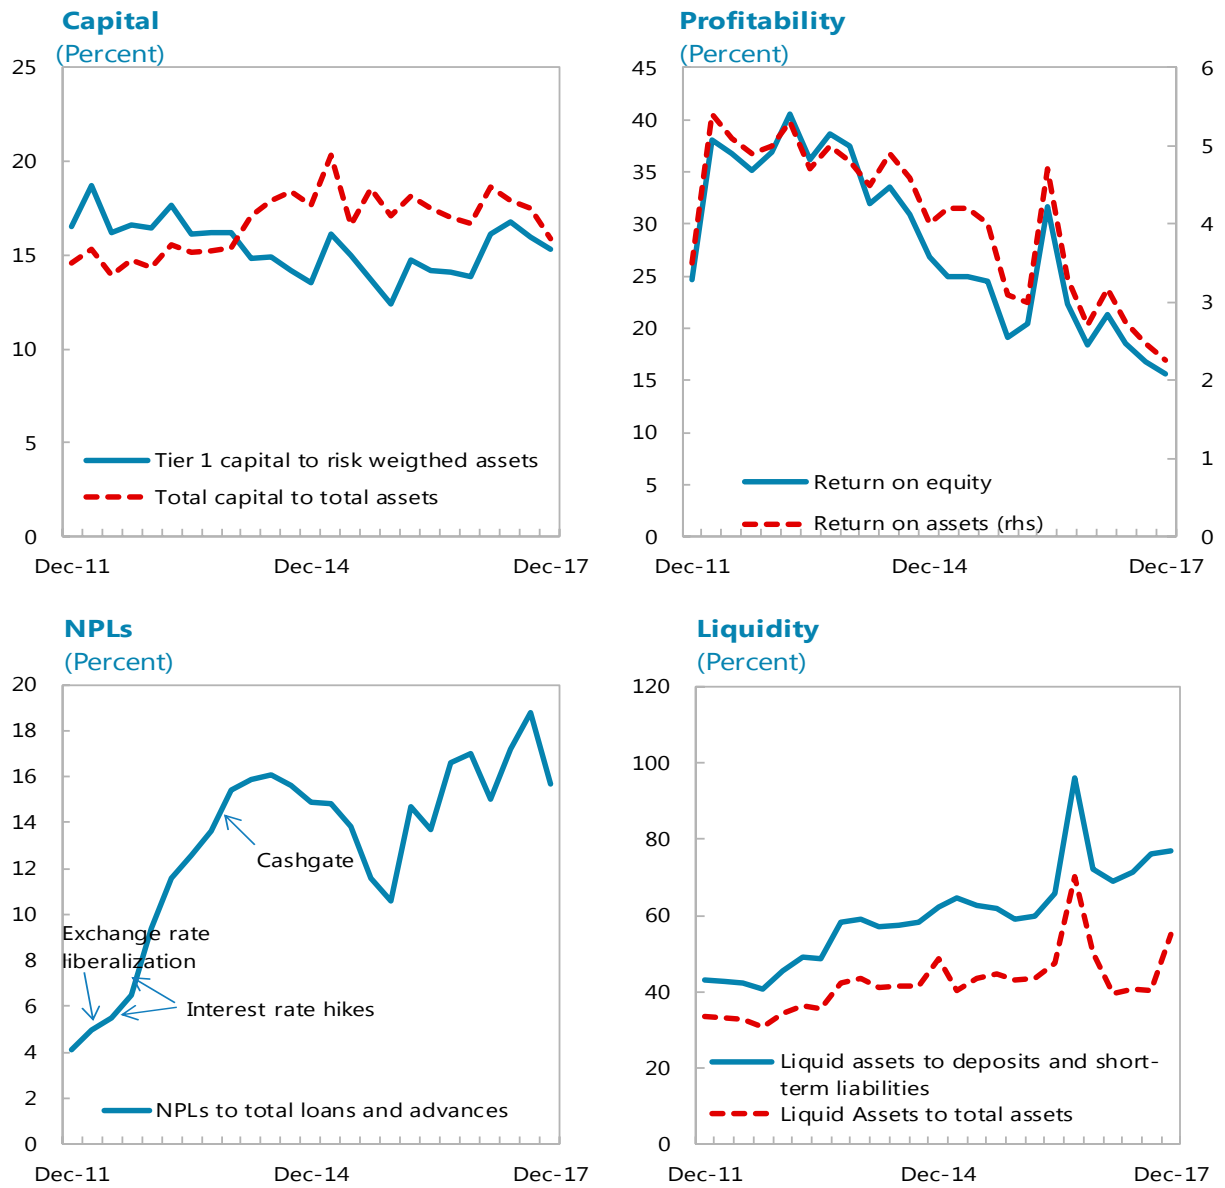 Capital
(Percent)
25
20
15
10
5
0
Tier 1 capital to risk weigthed assets
Total capital to total assets
Dec-11
Dec-14
Dec-17
Profitability
(Percent)
45
40
35
30
25
20
15
10
5
0
6
5
4
3
2
1
0
Return on equity
Return on assets (rhs)
Dec-11
Dec-14
Dec-17
NPLs
(Percent)
20
18
16
14
12
10
8
6
4
2
0
Cashgate
Exchange rate
liberalization
Interest rate hikes
NPLs to total loans and advances
Dec-11
Dec-14
Dec-17
Liquidity
(Percent)
120
100
80
60
40
20
0
Liquid assets to deposits and short-
term liabilities
Liquid Assets to total assets
Dec-11
Dec-14
Dec-17